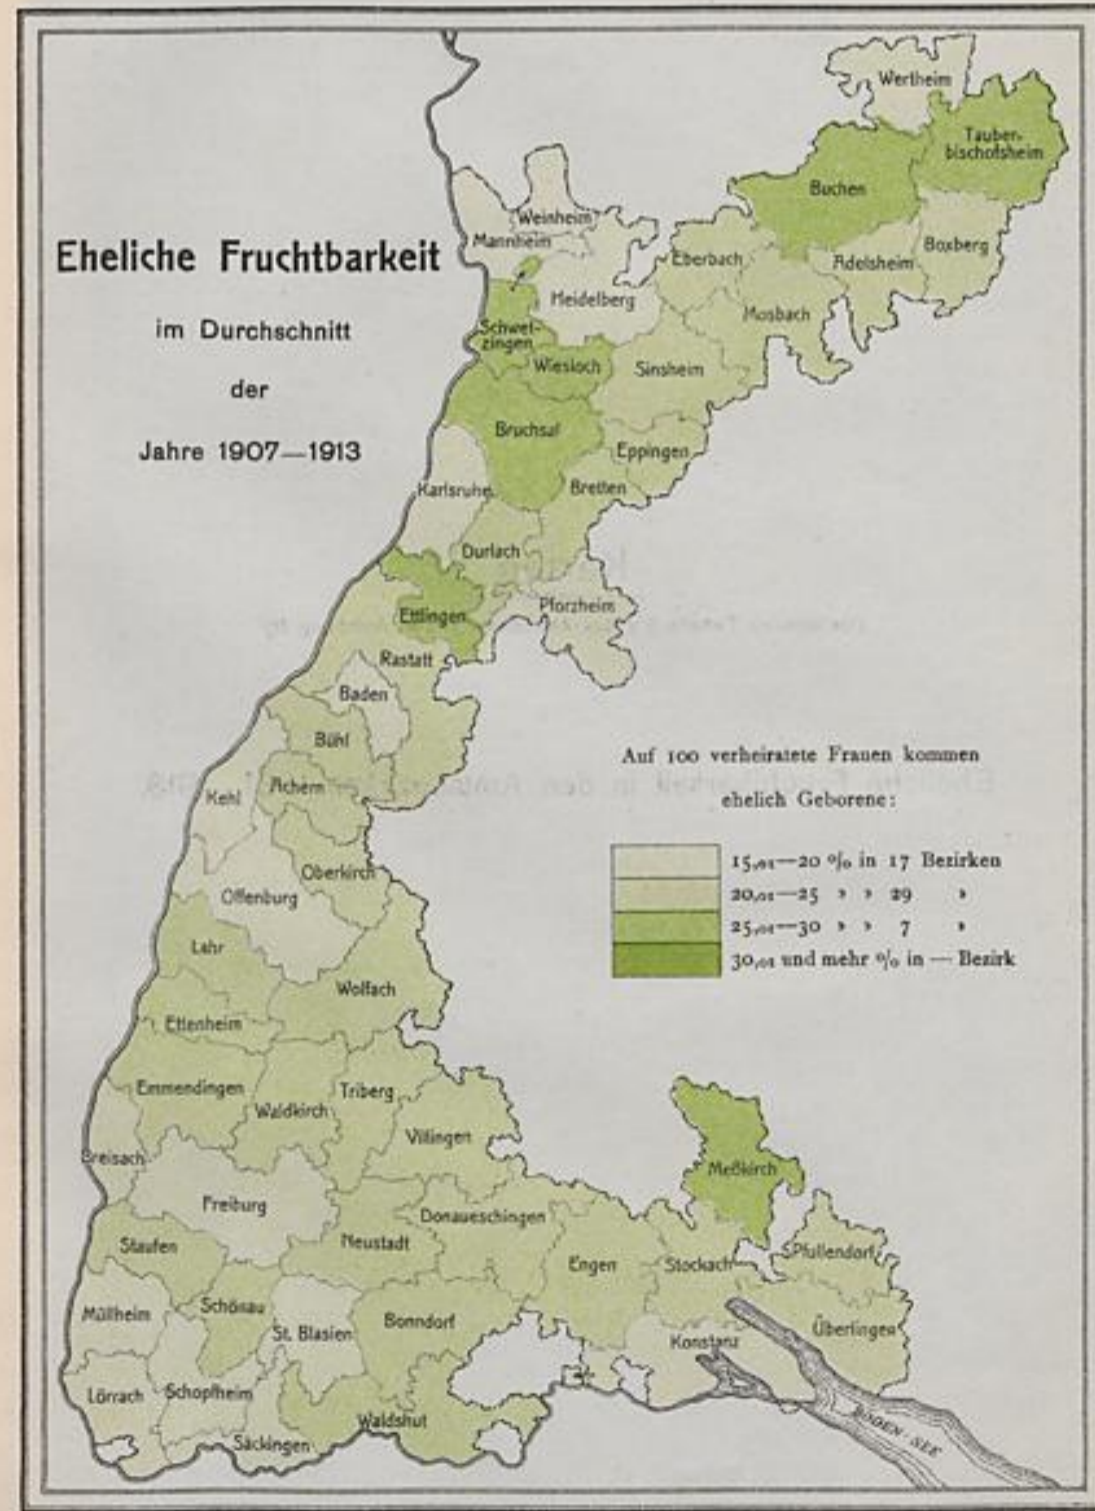 Eheliche Fruchtbarkeit
im Durchschnitt
der
Jahre 1907—1913
Wertheim
Tauber-
bischofsheim
Buchen
Weinheim
Mannheim
Eberbach
Adelsheim
Boxberg
Heidelberg
Mosbach
Schwet-
zingen
Wiesloch
Sinsheim
Bruchsal
Eppingen
Karlsruhe
Bretten
Durlach
Ettlingen
Pforzheim
Rastatt
Baden
Bühl
Achern
Kehl
Oberkirch
Offenburg
Lahr
Wolfach
Ettenheim
Emmendingen
Triberg
Waldkirch
Villingen
Breisach
Meßkirch
Freiburg
Donaueschingen
Staufen
Neustadt
Engen
Stockach
Pfullendorf
Müllheim
Schönau
St. Blasien
Bonndorf
Konstanz
Überlingen
Lörrach
Schopfheim
Waldshut
Säckingen
BODEN-SEE
Auf 100 verheiratete Frauen kommen
ehelich Geborene:
15,01—20 % in 17 Bezirken
20,01—25 » » 29 »
25,01—30 » » 7 »
30,01 und mehr % in — Bezirk